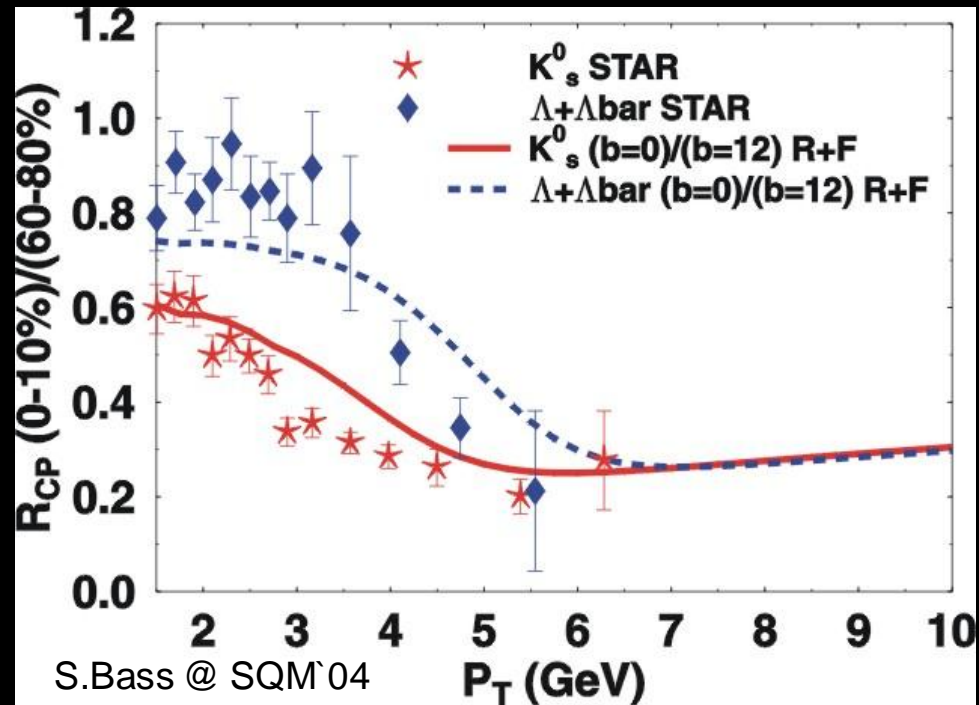 1.2
1.0
0.8
0.6
0.4
0.2
0.0
R_CP (0-10%)/(60-80%)
K⁰_s STAR
Λ+Λbar STAR
K⁰_s (b=0)/(b=12) R+F
Λ+Λbar (b=0)/(b=12) R+F
2 3 4 5 6 7 8 9 10
P_T (GeV)
S.Bass @ SQM`04